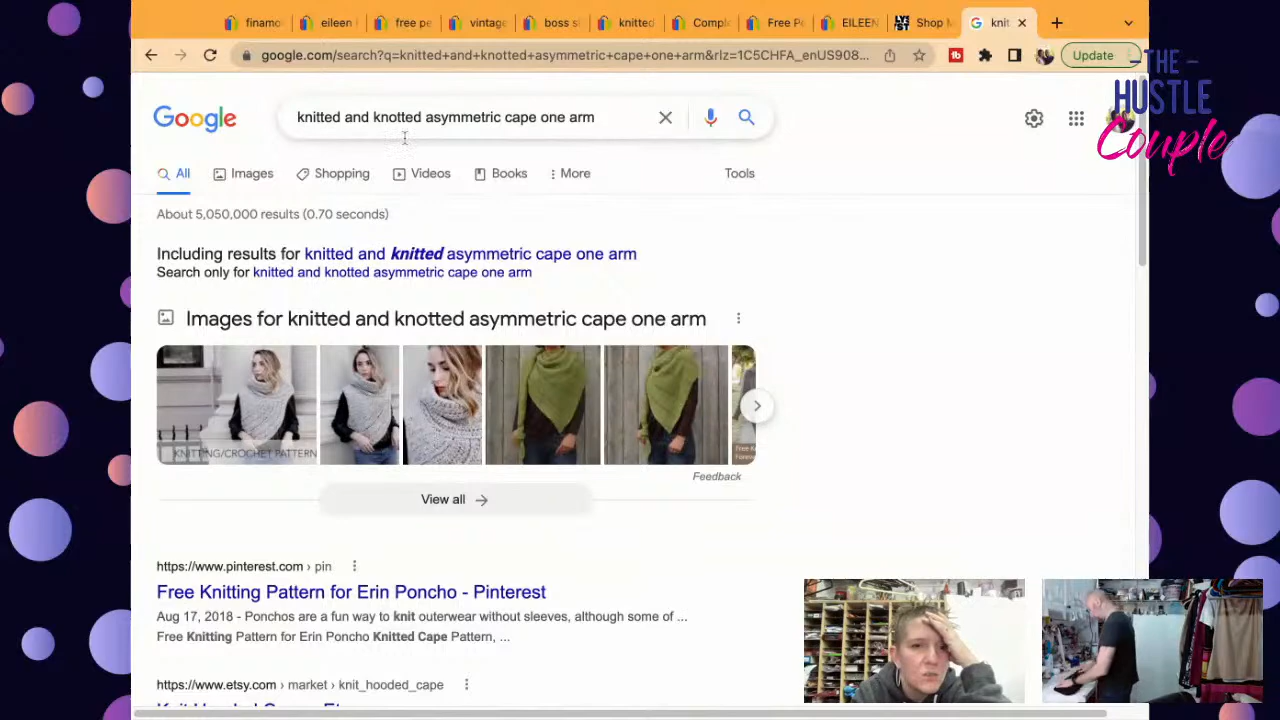 finamo
eileen
free pe
vintage
boss s
knitted
Comple
Free Pe
EILEEN
LYST
Shop M
knit
google.com/search?q=knitted+and+knotted+asymmetric+cape+one+arm&rlz=1C5CHFA_enUS908...
Update
THE
HUSTLE
Couple
Google
knitted and knotted asymmetric cape one arm
All
Images
Shopping
Videos
Books
More
Tools
About 5,050,000 results (0.70 seconds)
Including results for knitted and knitted asymmetric cape one arm
Search only for knitted and knotted asymmetric cape one arm
Images for knitted and knotted asymmetric cape one arm
KNITTING/CROCHET PATTERN
Feedback
View all
https://www.pinterest.com › pin
Free Knitting Pattern for Erin Poncho - Pinterest
Aug 17, 2018 - Ponchos are a fun way to knit outerwear without sleeves, although some of ...
Free Knitting Pattern for Erin Poncho Knitted Cape Pattern, ...
https://www.etsy.com › market › knit_hooded_cape